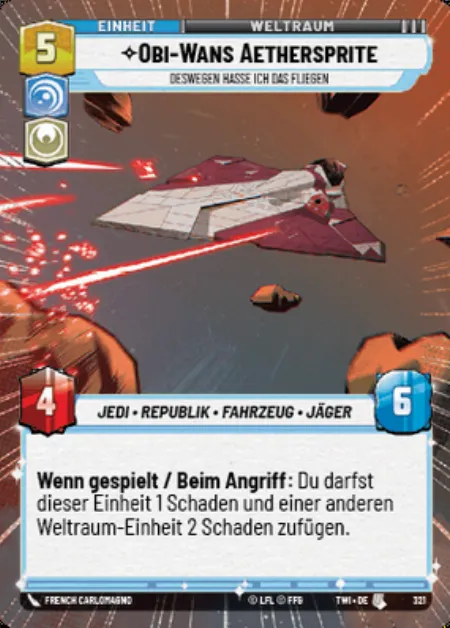 EINHEIT
WELTRAUM
5
OBI-WANS AETHERSPRITE
DESWEGEN HASSE ICH DAS FLIEGEN
4
JEDI • REPUBLIK • FAHRZEUG • JÄGER
6
Wenn gespielt / Beim Angriff: Du darfst
dieser Einheit 1 Schaden und einer anderen
Weltraum-Einheit 2 Schaden zufügen.
FRENCH CARLOMAGNO
© LFL © FFG
TWI • DE
321